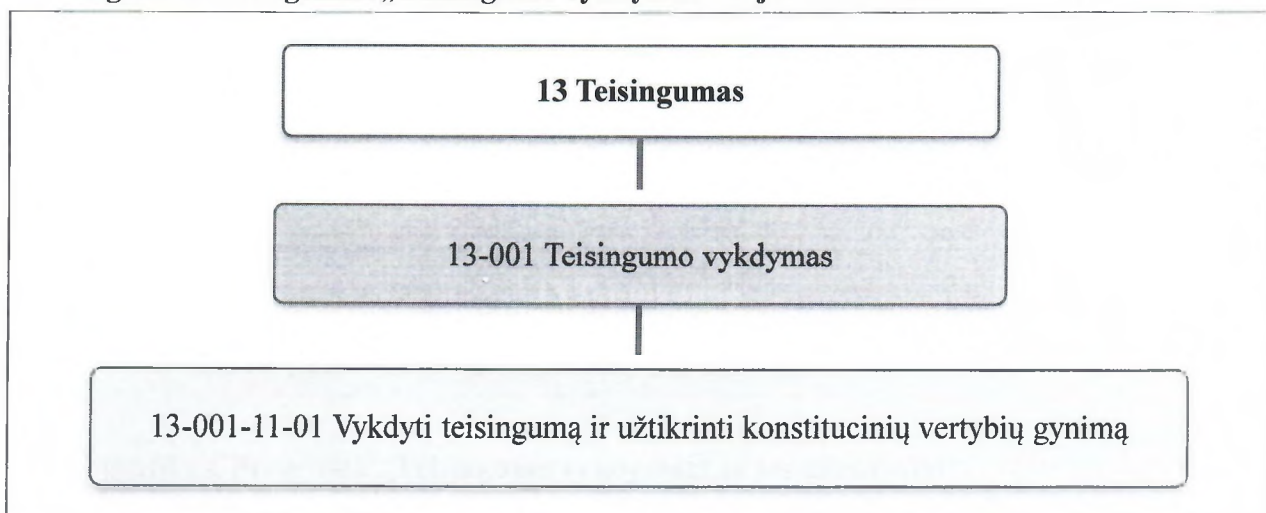 13 Teisingumas
13-001 Teisingumo vykdymas
13-001-11-01 Vykdyti teisingumą ir užtikrinti konstitucinių vertybių gynimą